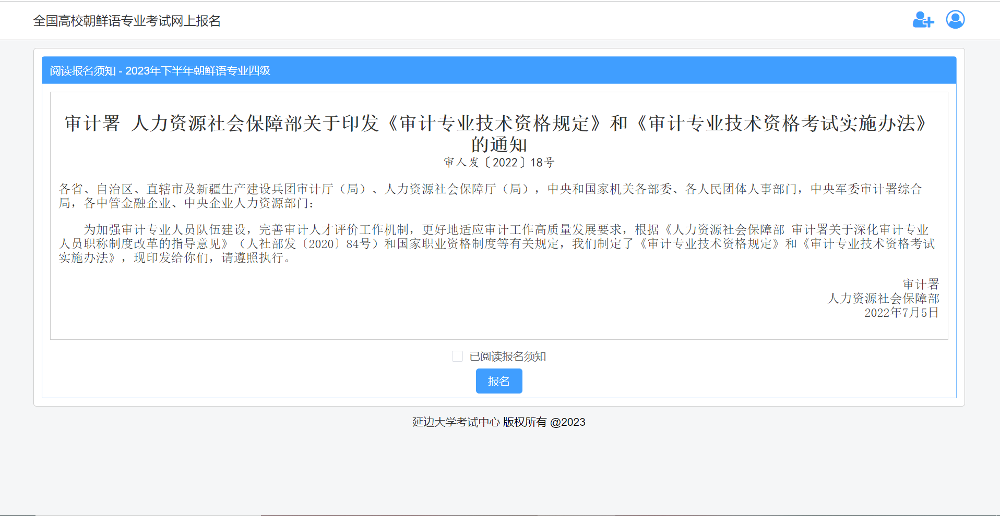 全国高校朝鲜语专业考试网上报名
阅读报名须知 - 2023年下半年朝鲜语专业四级
审计署 人力资源社会保障部关于印发《审计专业技术资格规定》和《审计专业技术资格考试实施办法》
的通知
审人发〔2022〕18号
各省、自治区、直辖市及新疆生产建设兵团审计厅（局）、人力资源社会保障厅（局），中央和国家机关各部委、各人民团体人事部门，中央军委审计署综合
局，各中管金融企业、中央企业人力资源部门：
为加强审计专业人员队伍建设，完善审计人才评价工作机制，更好地适应审计工作高质量发展要求，根据《人力资源社会保障部 审计署关于深化审计专业
人员职称制度改革的指导意见》（人社部发〔2020〕84号）和国家职业资格制度等有关规定，我们制定了《审计专业技术资格规定》和《审计专业技术资格考试
实施办法》，现印发给你们，请遵照执行。
审计署
人力资源社会保障部
2022年7月5日
已阅读报名须知
报名
延边大学考试中心 版权所有 @2023